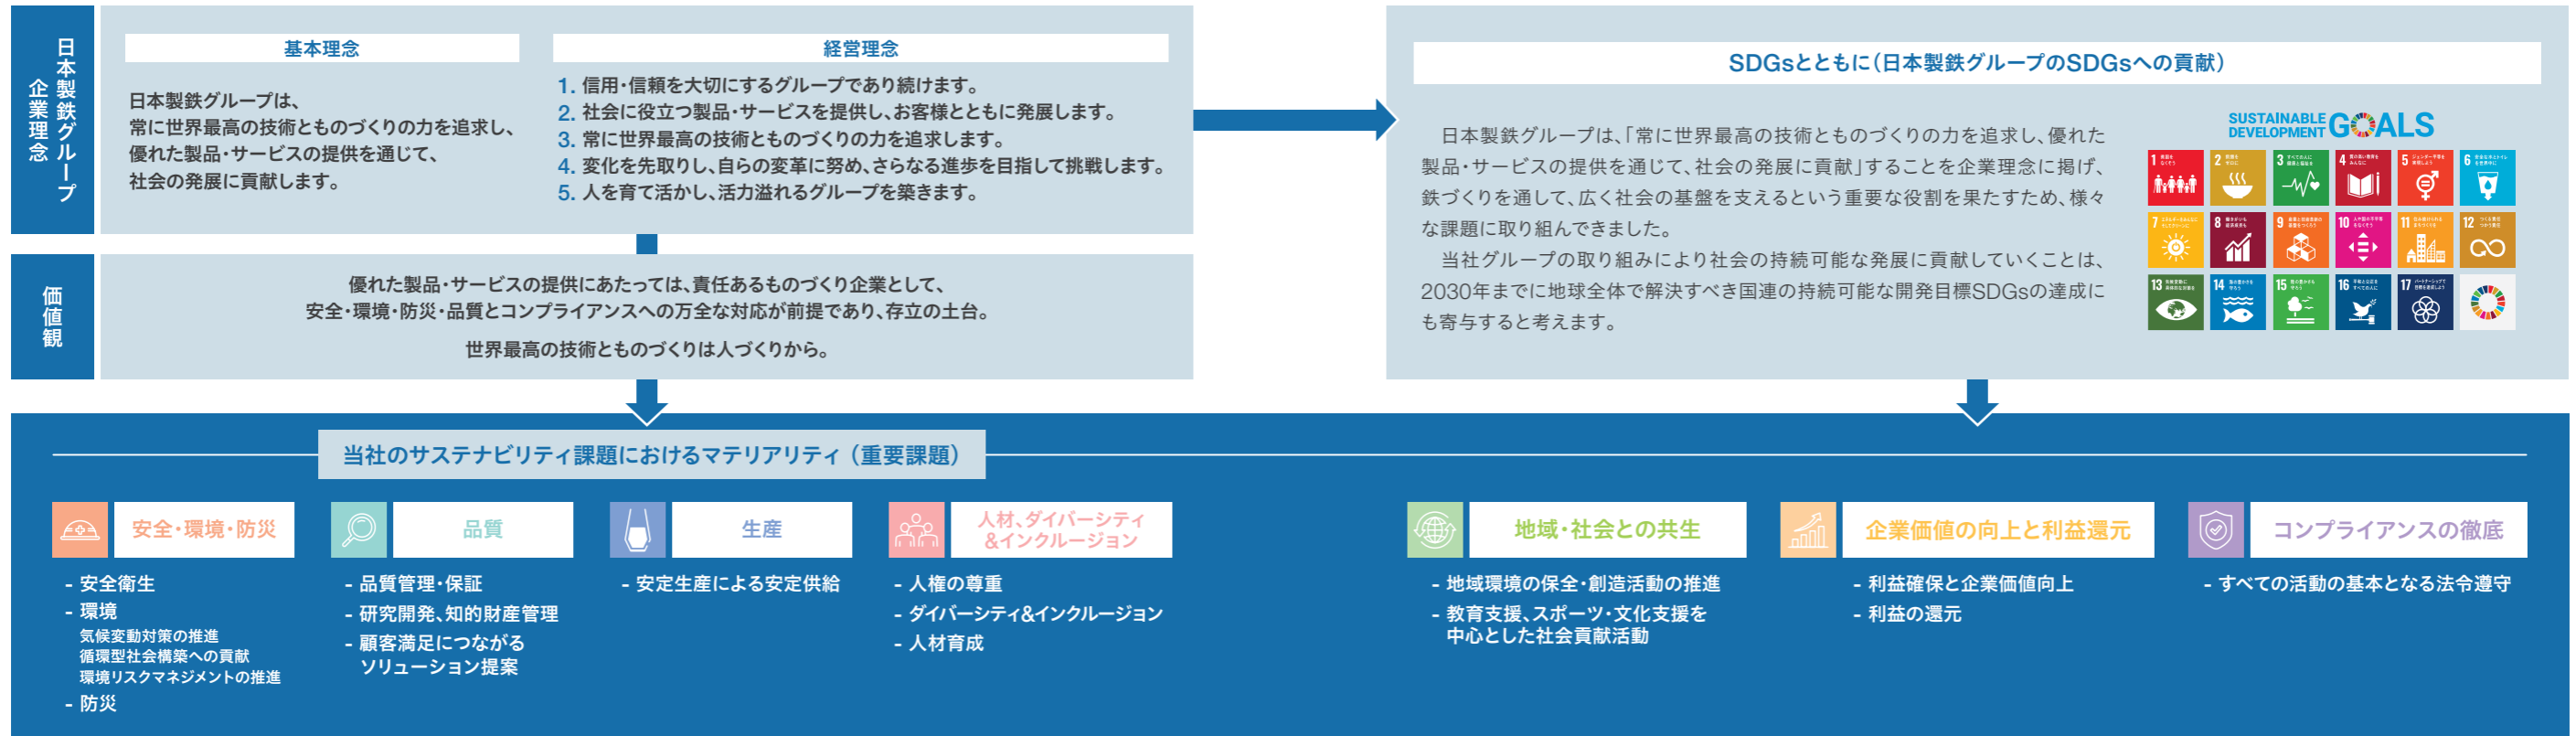 日本製鉄グループ
企業理念
基本理念
日本製鉄グループは、
常に世界最高の技術とものづくりの力を追求し、
優れた製品・サービスの提供を通じて、
社会の発展に貢献します。
経営理念
1. 信用・信頼を大切にするグループであり続けます。
2. 社会に役立つ製品・サービスを提供し、お客様とともに発展します。
3. 常に世界最高の技術とものづくりの力を追求します。
4. 変化を先取りし、自らの変革に努め、さらなる進歩を目指して挑戦します。
5. 人を育て活かし、活力溢れるグループを築きます。
価値観
優れた製品・サービスの提供にあたっては、責任あるものづくり企業として、
安全・環境・防災・品質とコンプライアンスへの万全な対応が前提であり、存立の土台。
世界最高の技術とものづくりは人づくりから。
SDGsとともに（日本製鉄グループのSDGsへの貢献）
日本製鉄グループは、「常に世界最高の技術とものづくりの力を追求し、優れた
製品・サービスの提供を通じて、社会の発展に貢献」することを企業理念に掲げ、
鉄づくりを通して、広く社会の基盤を支えるという重要な役割を果たすため、様々
な課題に取り組んできました。
当社グループの取り組みにより社会の持続可能な発展に貢献していくことは、
2030年までに地球全体で解決すべき国連の持続可能な開発目標SDGsの達成に
も寄与すると考えます。
SUSTAINABLE
DEVELOPMENT GOALS
1 2 3 4 5 6
7 8 9 10 11 12
13 14 15 16 17
当社のサステナビリティ課題におけるマテリアリティ（重要課題）
安全・環境・防災
- 安全衛生
- 環境
気候変動対策の推進
循環型社会構築への貢献
環境リスクマネジメントの推進
- 防災
品質
- 品質管理・保証
- 研究開発、知的財産管理
- 顧客満足につながる
ソリューション提案
生産
- 安定生産による安定供給
人材、ダイバーシティ
&インクルージョン
- 人権の尊重
- ダイバーシティ&インクルージョン
- 人材育成
地域・社会との共生
- 地域環境の保全・創造活動の推進
- 教育支援、スポーツ・文化支援を
中心とした社会貢献活動
企業価値の向上と利益還元
- 利益確保と企業価値向上
- 利益の還元
コンプライアンスの徹底
- すべての活動の基本となる法令遵守